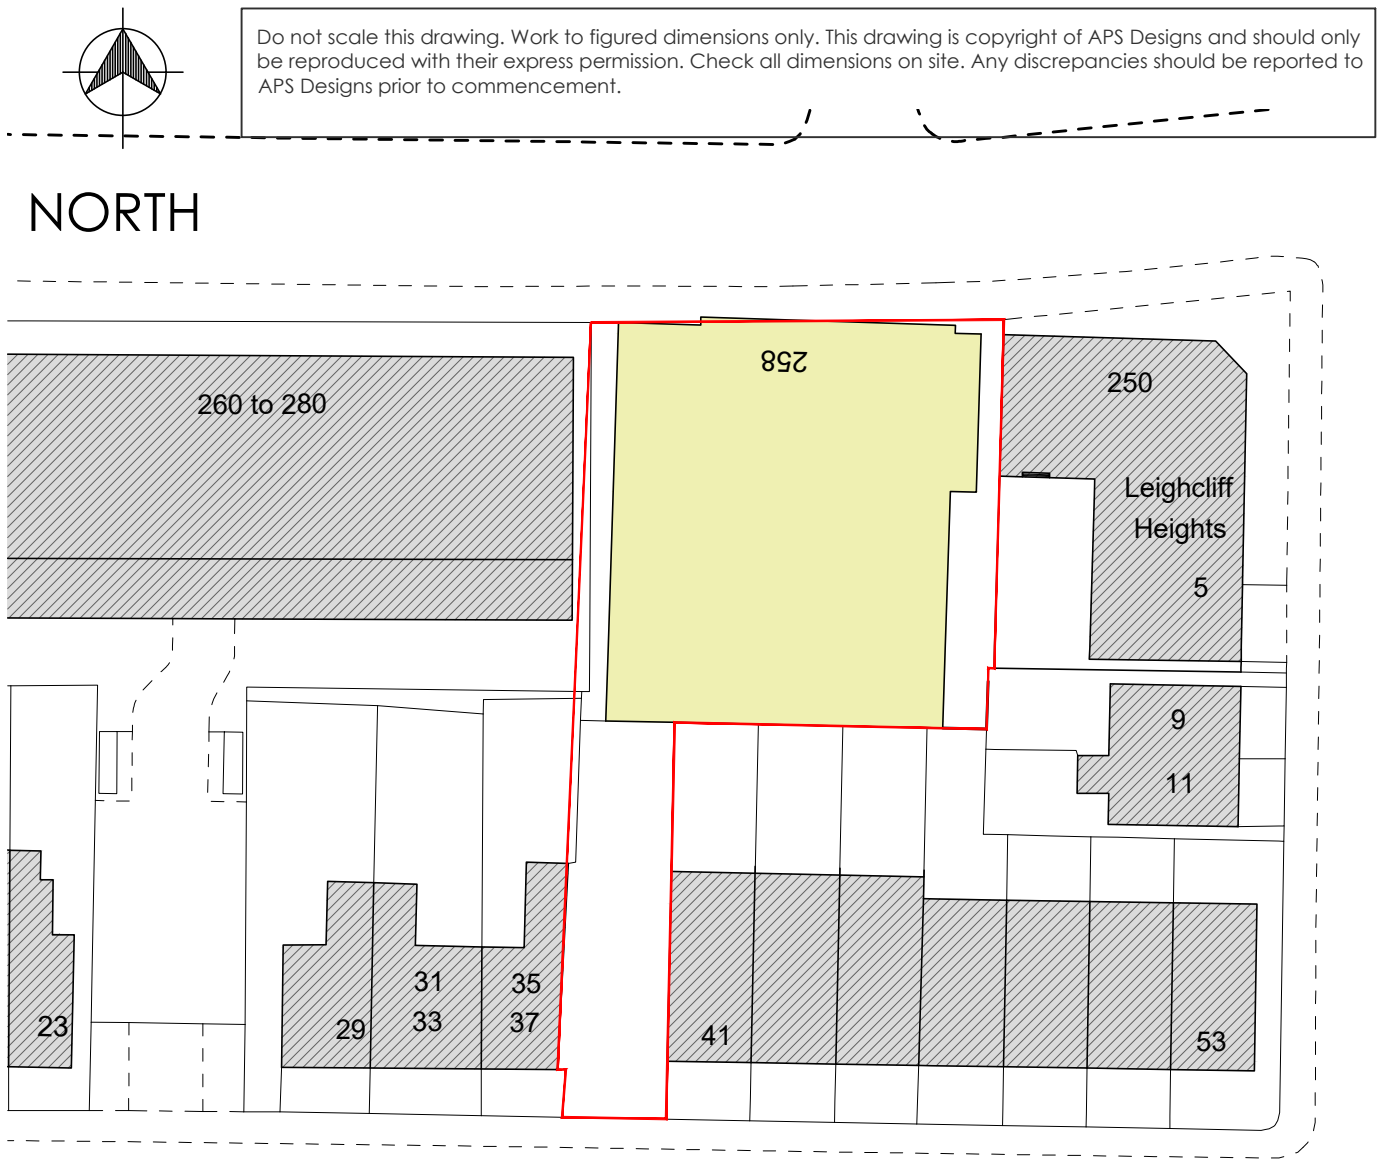 Do not scale this drawing. Work to figured dimensions only. This drawing is copyright of APS Designs and should only
be reproduced with their express permission. Check all dimensions on site. Any discrepancies should be reported to
APS Designs prior to commencement.
NORTH
258
260 to 280
250
Leighcliff
Heights
5
9
11
23
29
31
33
35
37
41
53